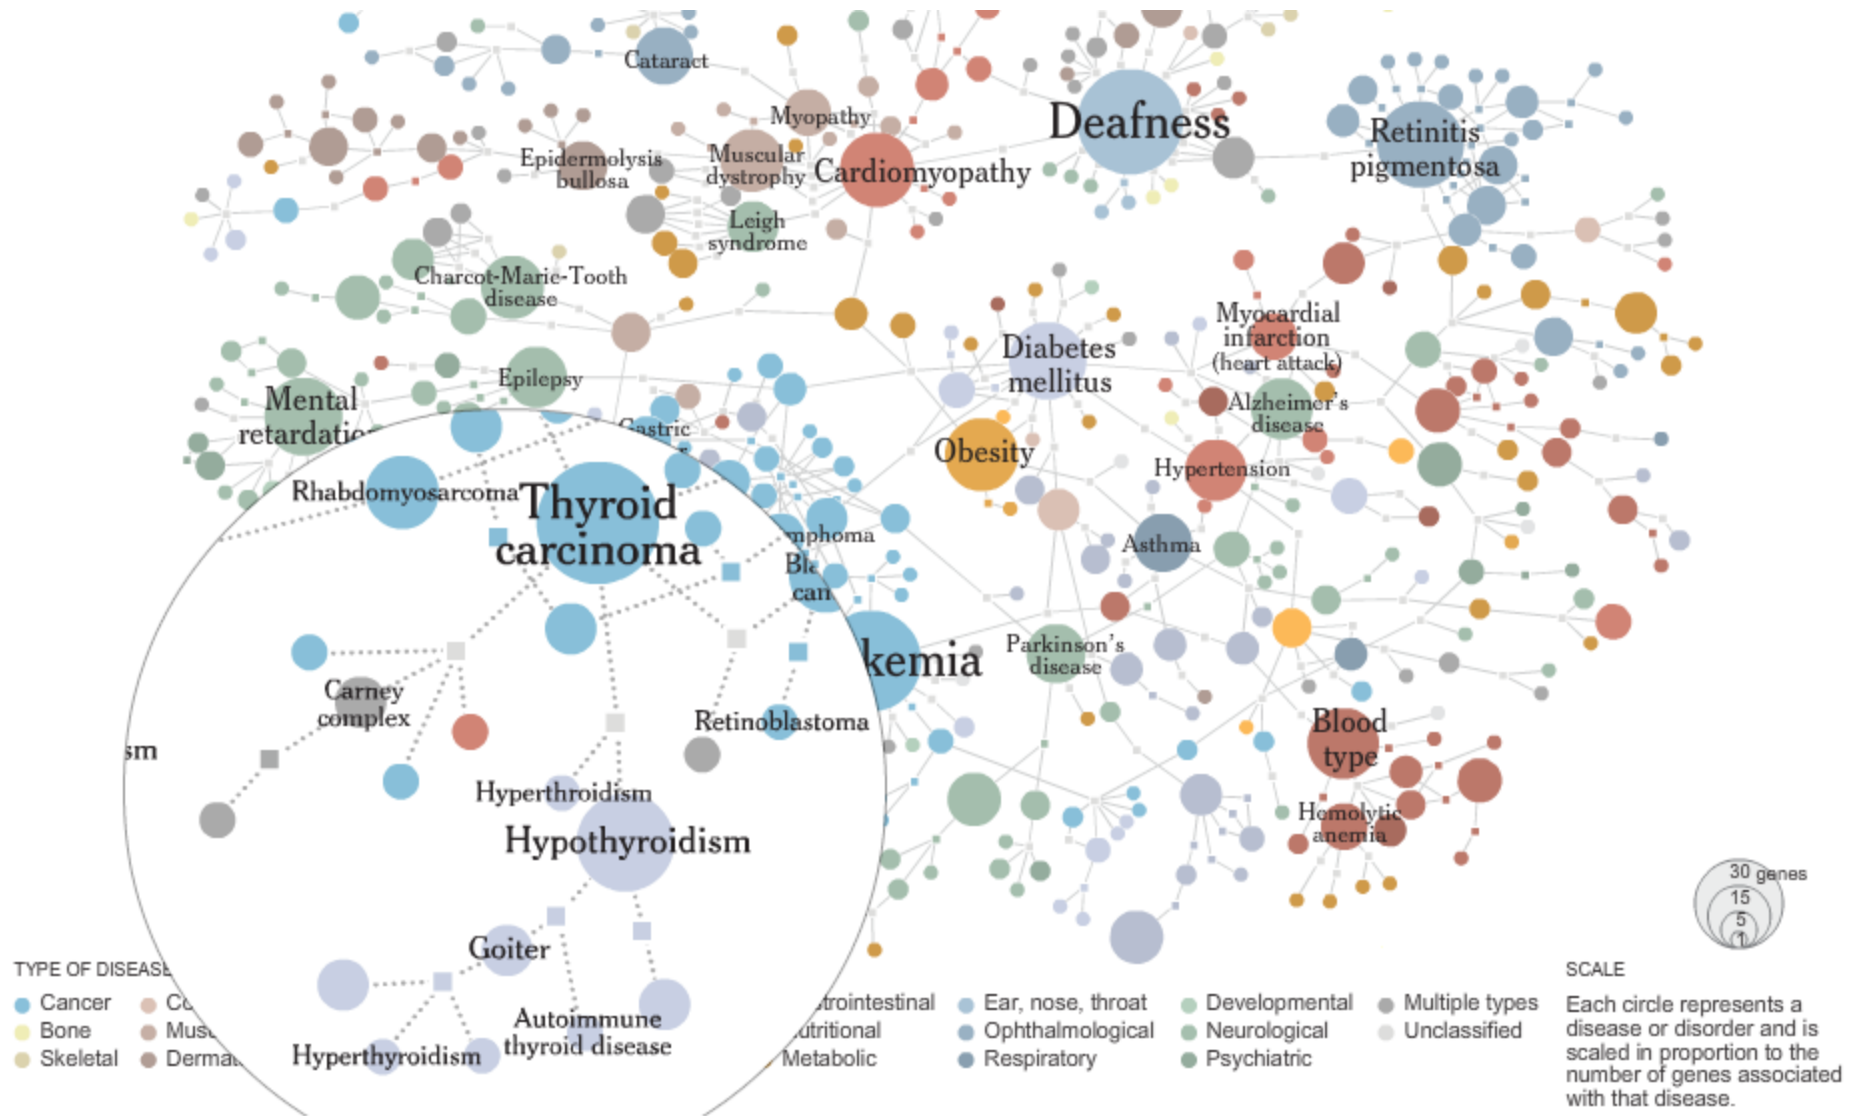 Cataract
Deafness
Myopathy
Retinitis
pigmentosa
Epidermolysis
bullosa
Muscular
dystrophy
Cardiomyopathy
Leigh
syndrome
Charcot-Marie-Tooth
disease
Myocardial
infarction
(heart attack)
Diabetes
mellitus
Epilepsy
Mental
Alzheimer's
disease
Obesity
Hypertension
Asthma
Parkinson's
disease
Blood
type
Hemolytic
anemia
Rhabdomyosarcoma
Thyroid
carcinoma
Carney
complex
Retinoblastoma
Hyperthroidism
Hypothyroidism
Goiter
Autoimmune
thyroid disease
Hyperthyroidism
30 genes
15
5
1
TYPE OF DISEASE
Cancer
Bone
Skeletal
Metabolic
Ear, nose, throat
Ophthalmological
Respiratory
Developmental
Neurological
Psychiatric
Multiple types
Unclassified
SCALE
Each circle represents a
disease or disorder and is
scaled in proportion to the
number of genes associated
with that disease.